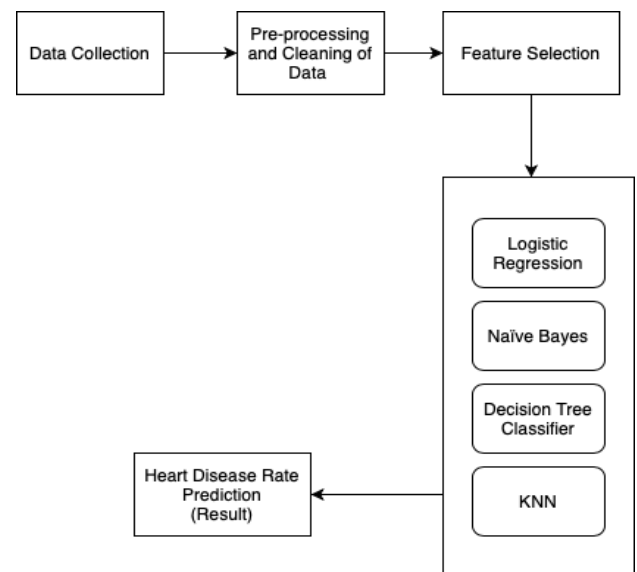 Data Collection
Pre-processing
and Cleaning of
Data
Feature Selection
Logistic
Regression
Naïve Bayes
Decision Tree
Classifier
KNN
Heart Disease Rate
Prediction
(Result)